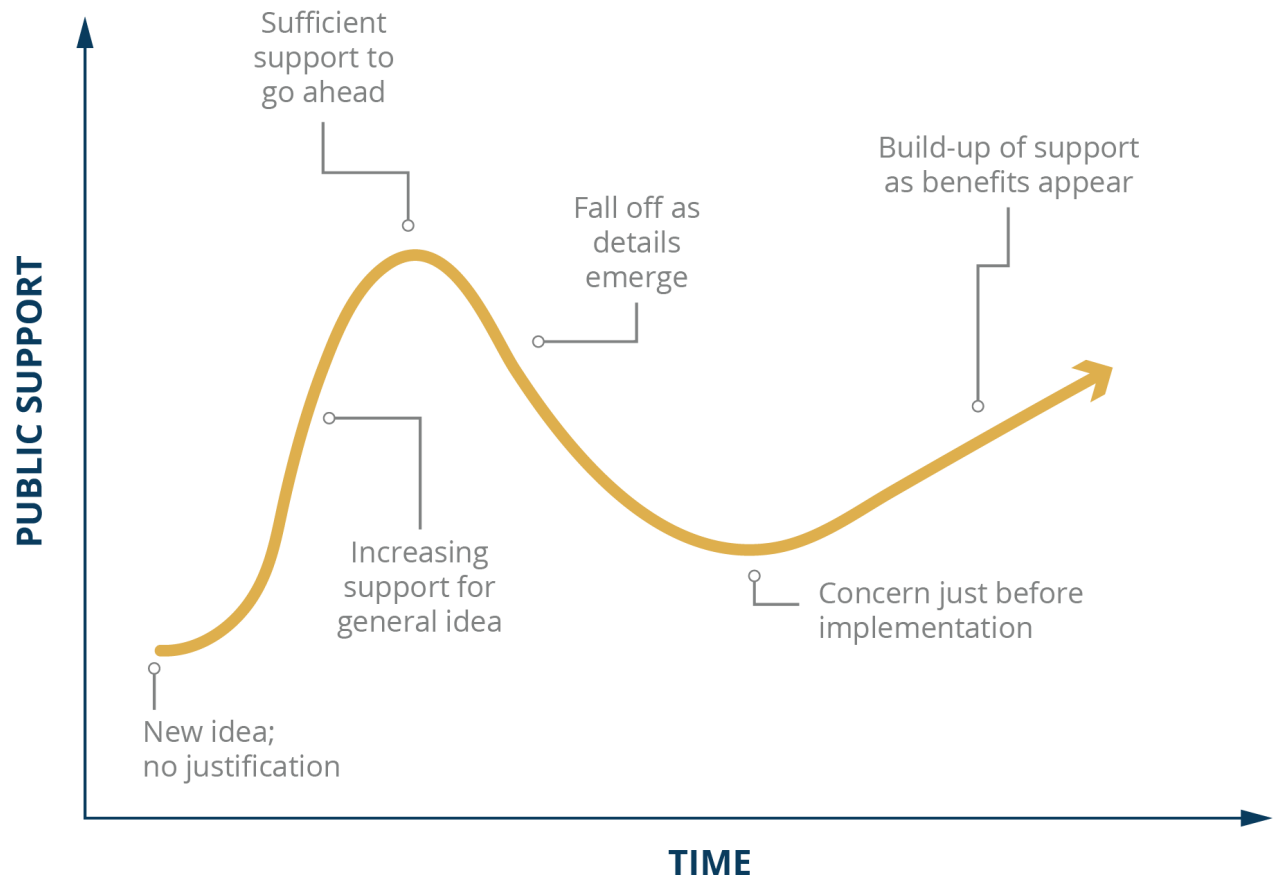 Sufficient
support to
go ahead
Build-up of support
as benefits appear
Fall off as
details
emerge
PUBLIC SUPPORT
Increasing
support for
general idea
Concern just before
implementation
New idea;
no justification
TIME